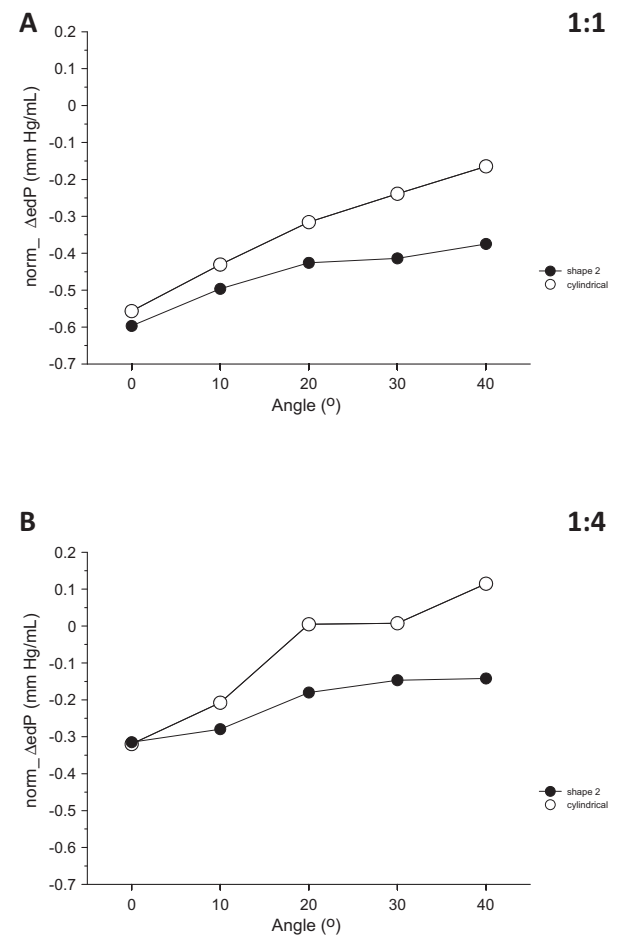 A
1:1
norm_ ∆edP (mm Hg/mL)
0.2
0.1
0
-0.1
-0.2
-0.3
-0.4
-0.5
-0.6
-0.7
0 10 20 30 40
Angle (º)
shape 2
cylindrical
B
1:4
norm_ ∆edP (mm Hg/mL)
0.2
0.1
0
-0.1
-0.2
-0.3
-0.4
-0.5
-0.6
-0.7
0 10 20 30 40
Angle (º)
shape 2
cylindrical